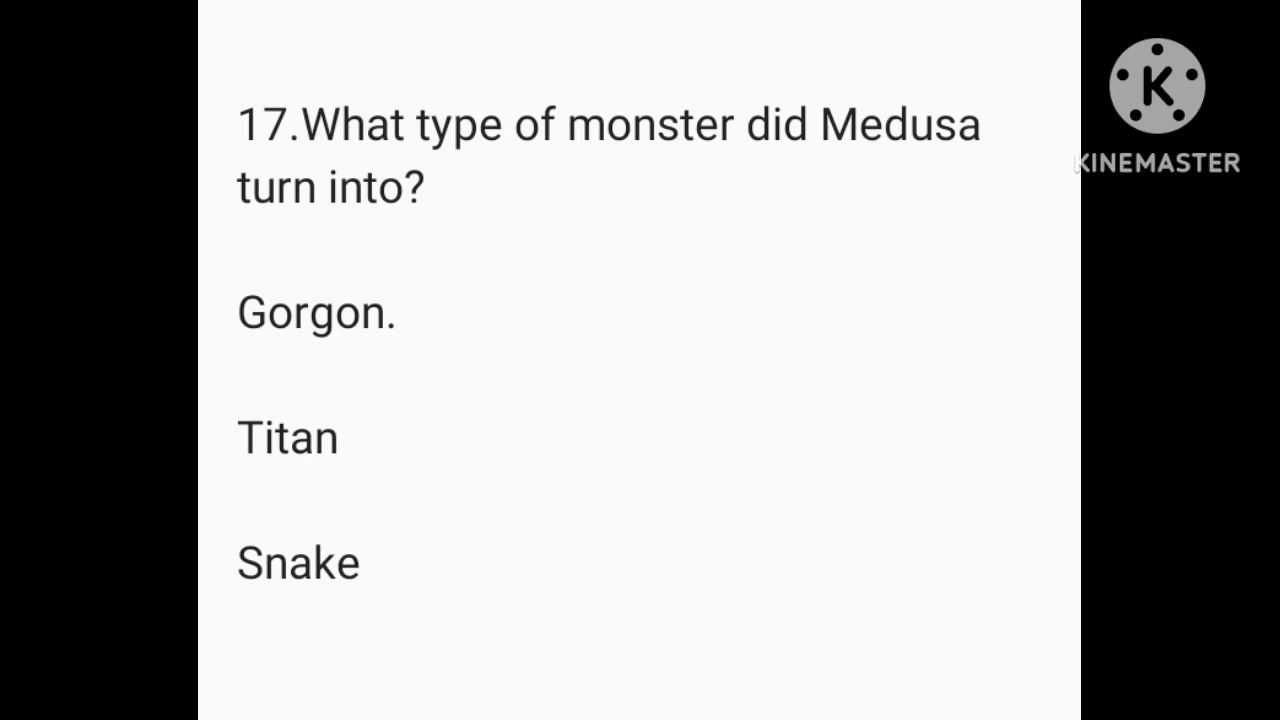 17.What type of monster did Medusa
turn into?
Gorgon.
Titan
Snake
K
KINEMASTER